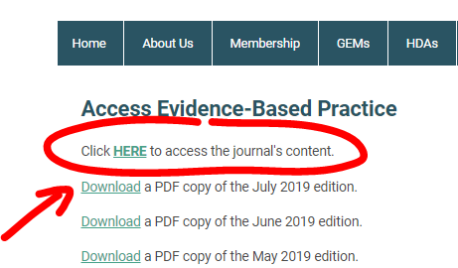 Home About Us Membership GEMs HDAs
Access Evidence-Based Practice
Click HERE to access the journal's content.
Download a PDF copy of the July 2019 edition.
Download a PDF copy of the June 2019 edition.
Download a PDF copy of the May 2019 edition.